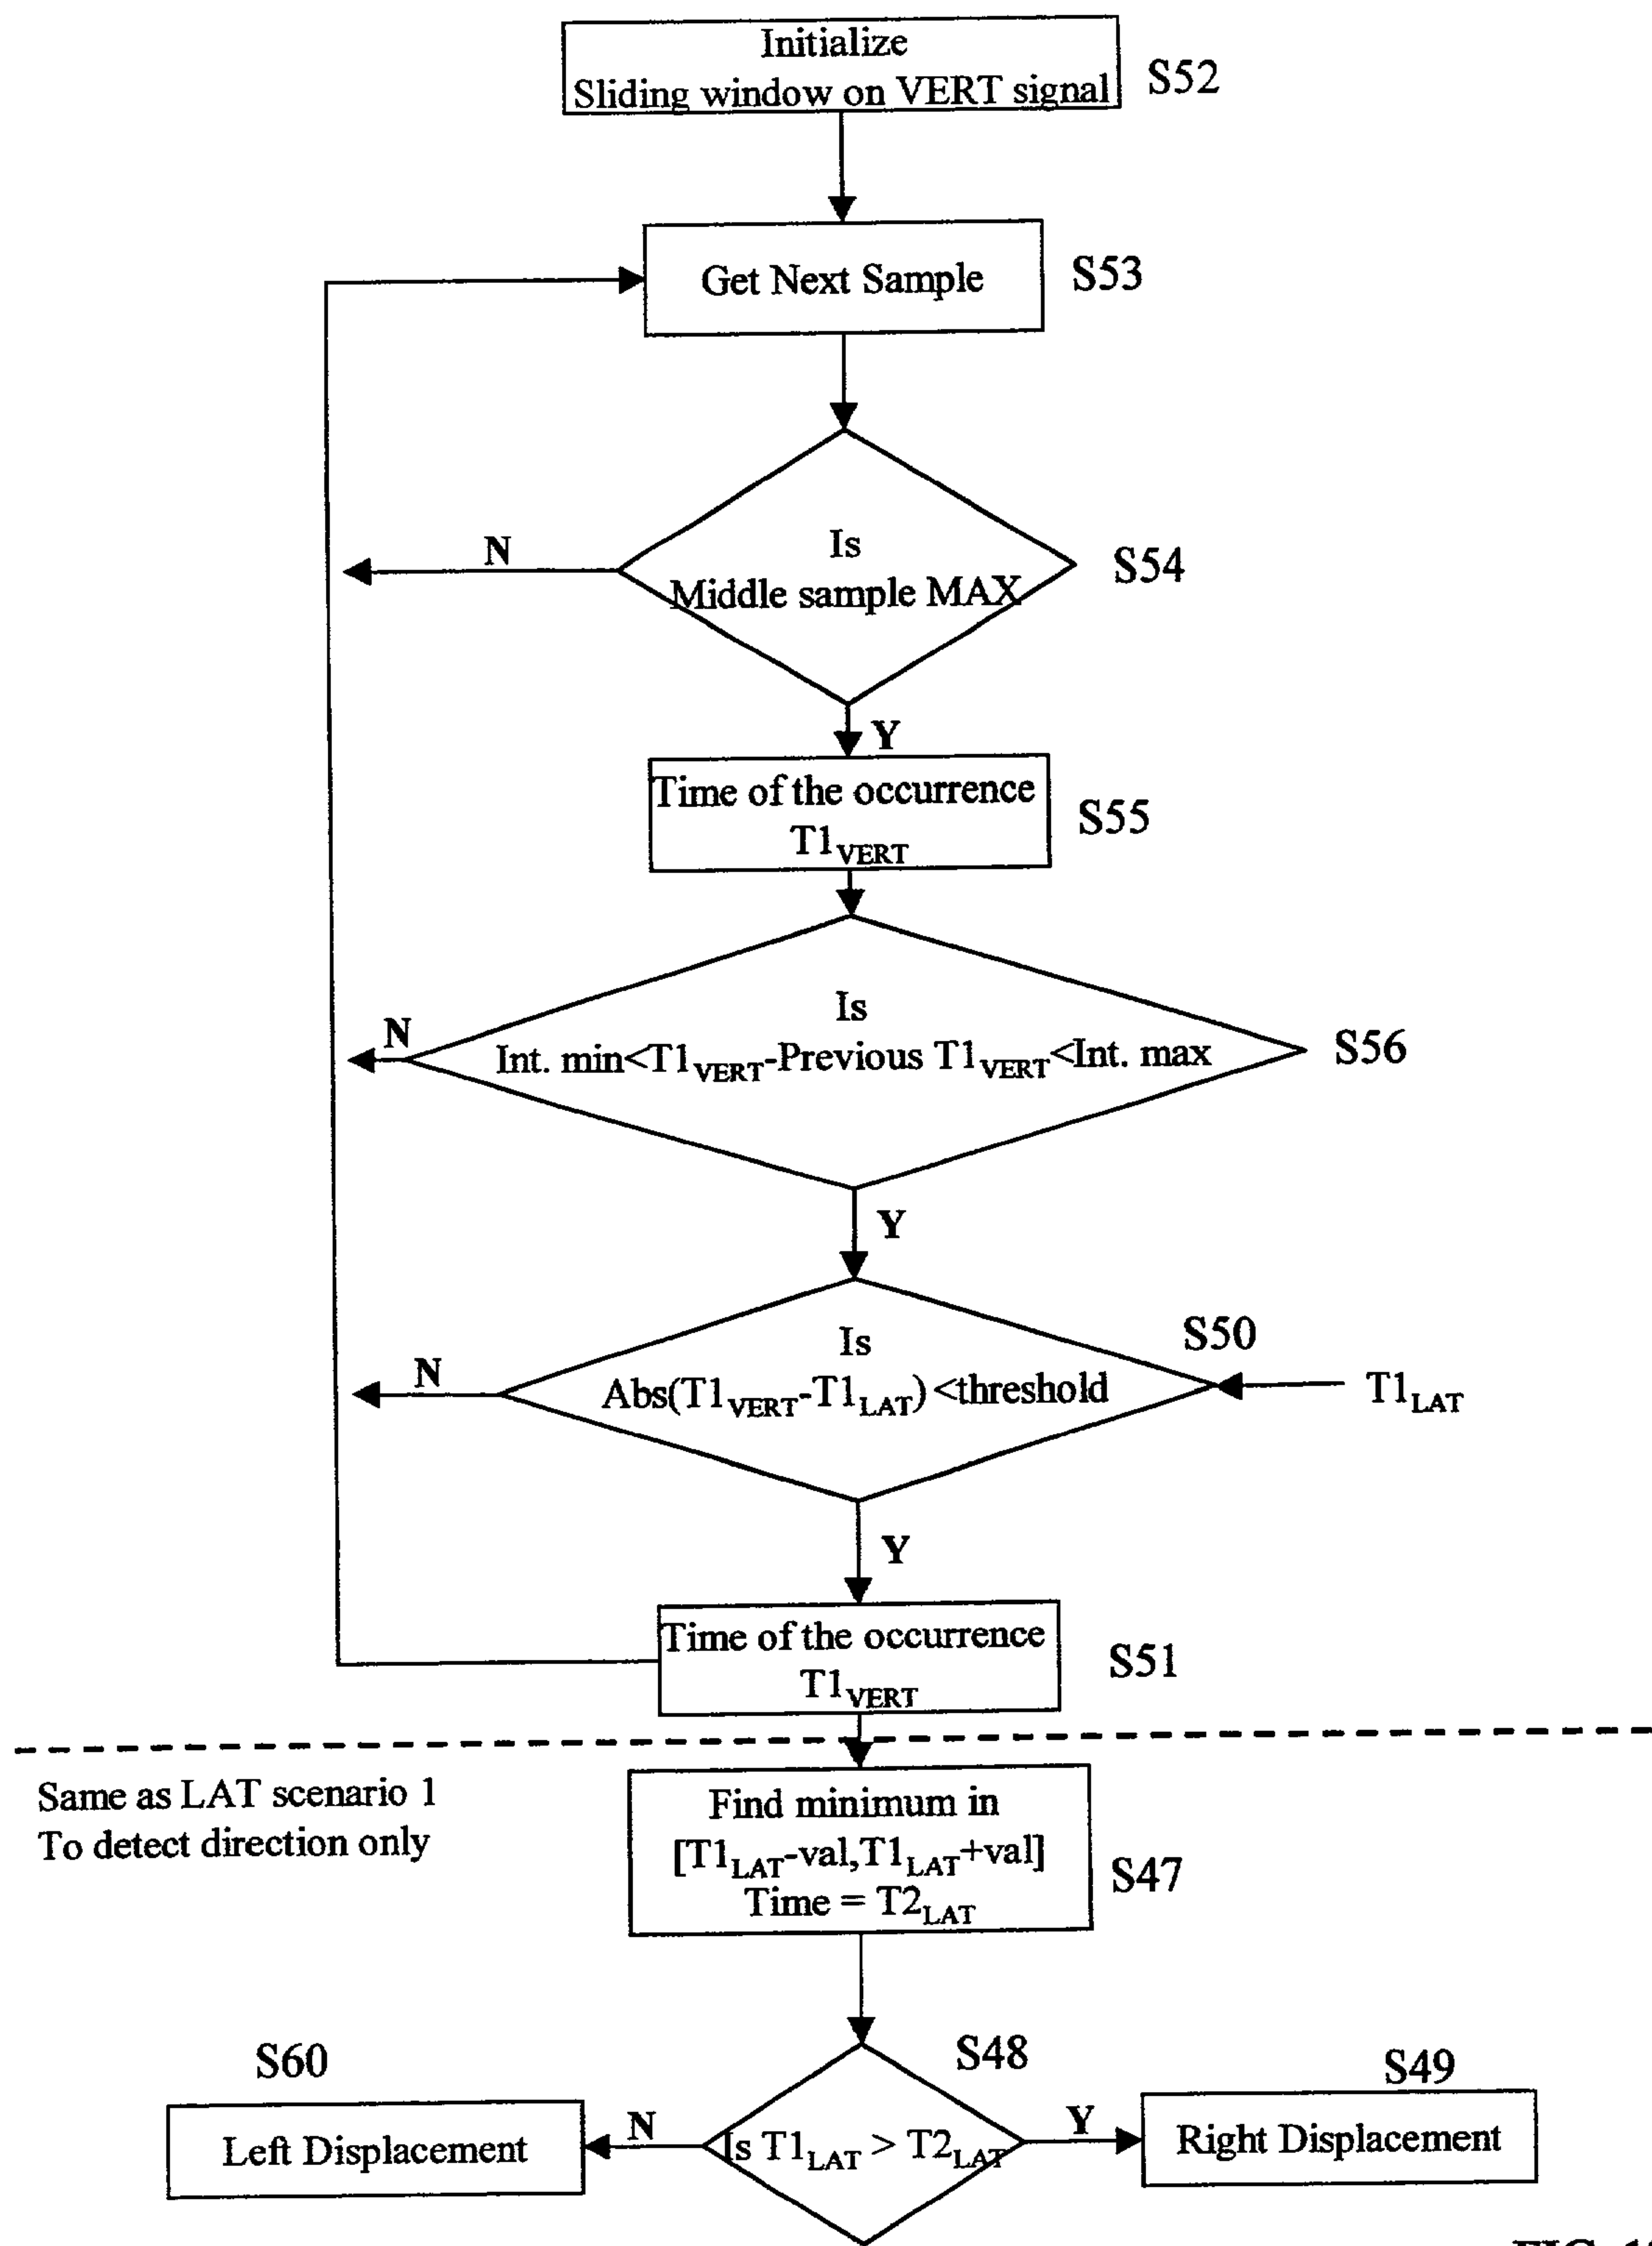 Initialize
Sliding window on VERT signal
S52
Get Next Sample
S53
Is
Middle sample MAX
S54
N
Y
Time of the occurrence
T1VERT
S55
Is
Int. min<T1VERT-Previous T1VERT<Int. max
S56
N
Y
Is
Abs(T1VERT-T1LAT)<threshold
S50
T1LAT
N
Y
Time of the occurrence
T1VERT
S51
Same as LAT scenario 1
To detect direction only
Find minimum in
[T1LAT-val,T1LAT+val]
Time = T2LAT
S47
S60
Left Displacement
N
S48
Is T1LAT > T2LAT
Y
S49
Right Displacement